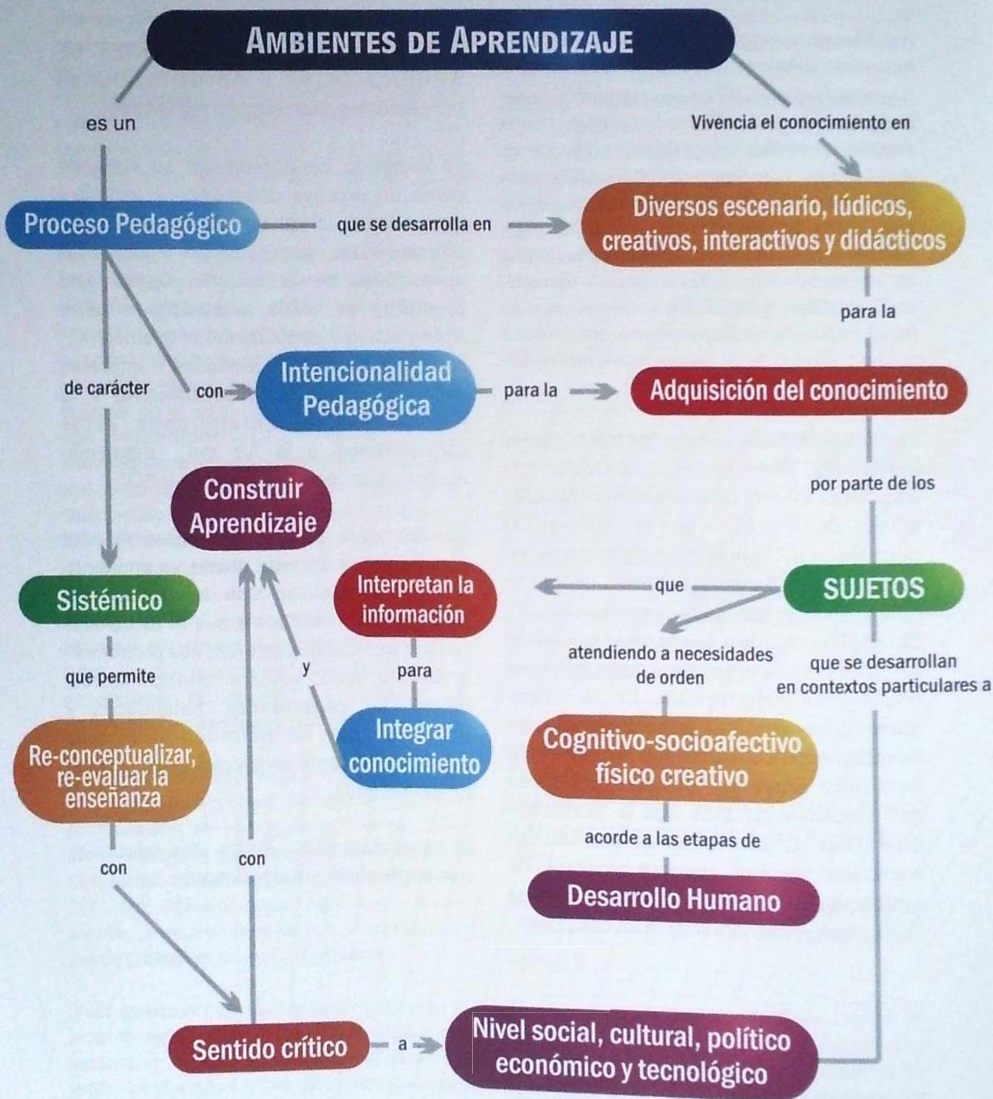 AMBIENTES DE APRENDIZAJE
es un
Vivencia el conocimiento en
Proceso Pedagógico
que se desarrolla en
Diversos escenario, lúdicos,
creativos, interactivos y didácticos
para la
de carácter
con
Intencionalidad
Pedagógica
para la
Adquisición del conocimiento
por parte de los
Construir
Aprendizaje
Sistémico
Interpretan la
información
que
SUJETOS
que permite
y
para
atendiendo a necesidades
de orden
que se desarrollan
en contextos particulares a
Re-conceptualizar,
re-evaluar la
enseñanza
Integrar
conocimiento
Cognitivo-socioafectivo
físico creativo
con
con
acorde a las etapas de
Desarrollo Humano
Sentido crítico
a
Nivel social, cultural, político
económico y tecnológico